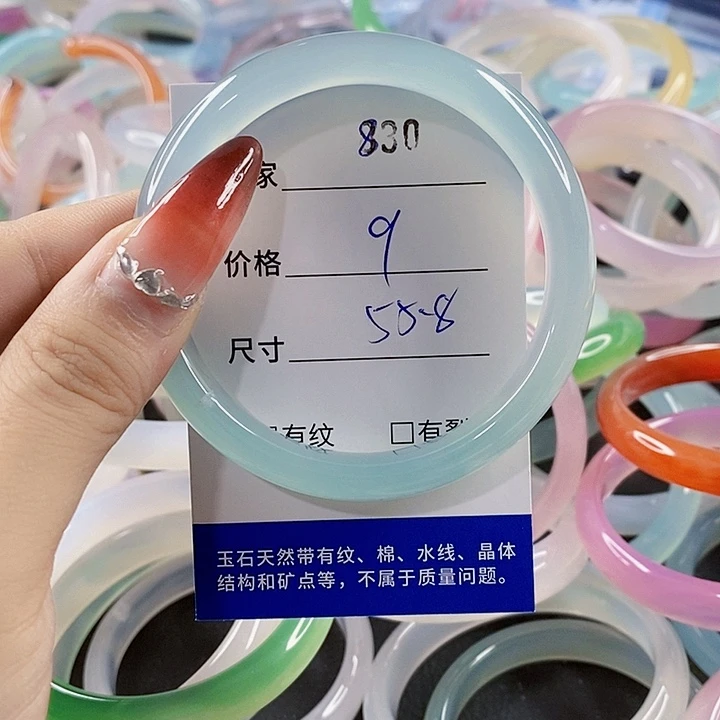 830
家
价格 9
尺寸 58-8
有纹 □有裂
玉石天然带有纹、棉、水线、晶体
结构和矿点等，不属于质量问题。